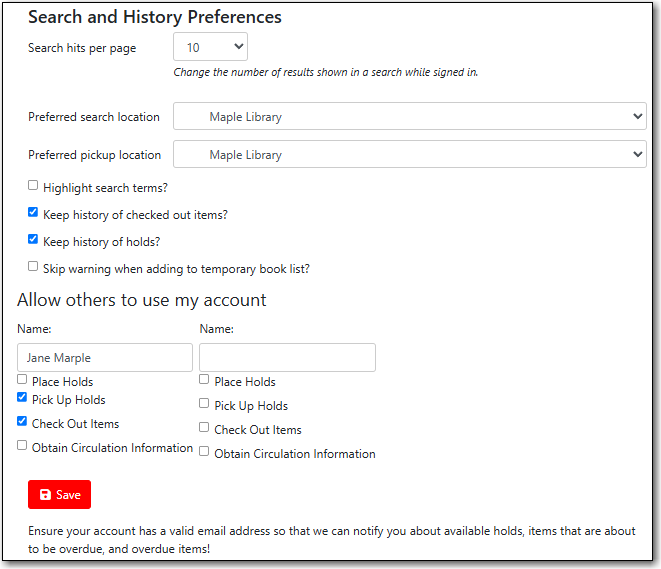 Search and History Preferences
Search hits per page 10
Change the number of results shown in a search while signed in.
Preferred search location Maple Library
Preferred pickup location Maple Library
Highlight search terms?
Keep history of checked out items?
Keep history of holds?
Skip warning when adding to temporary book list?
Allow others to use my account
Name: Name:
Jane Marple
Place Holds Place Holds
Pick Up Holds Pick Up Holds
Check Out Items Check Out Items
Obtain Circulation Information Obtain Circulation Information
Save
Ensure your account has a valid email address so that we can notify you about available holds, items that are about
to be overdue, and overdue items!